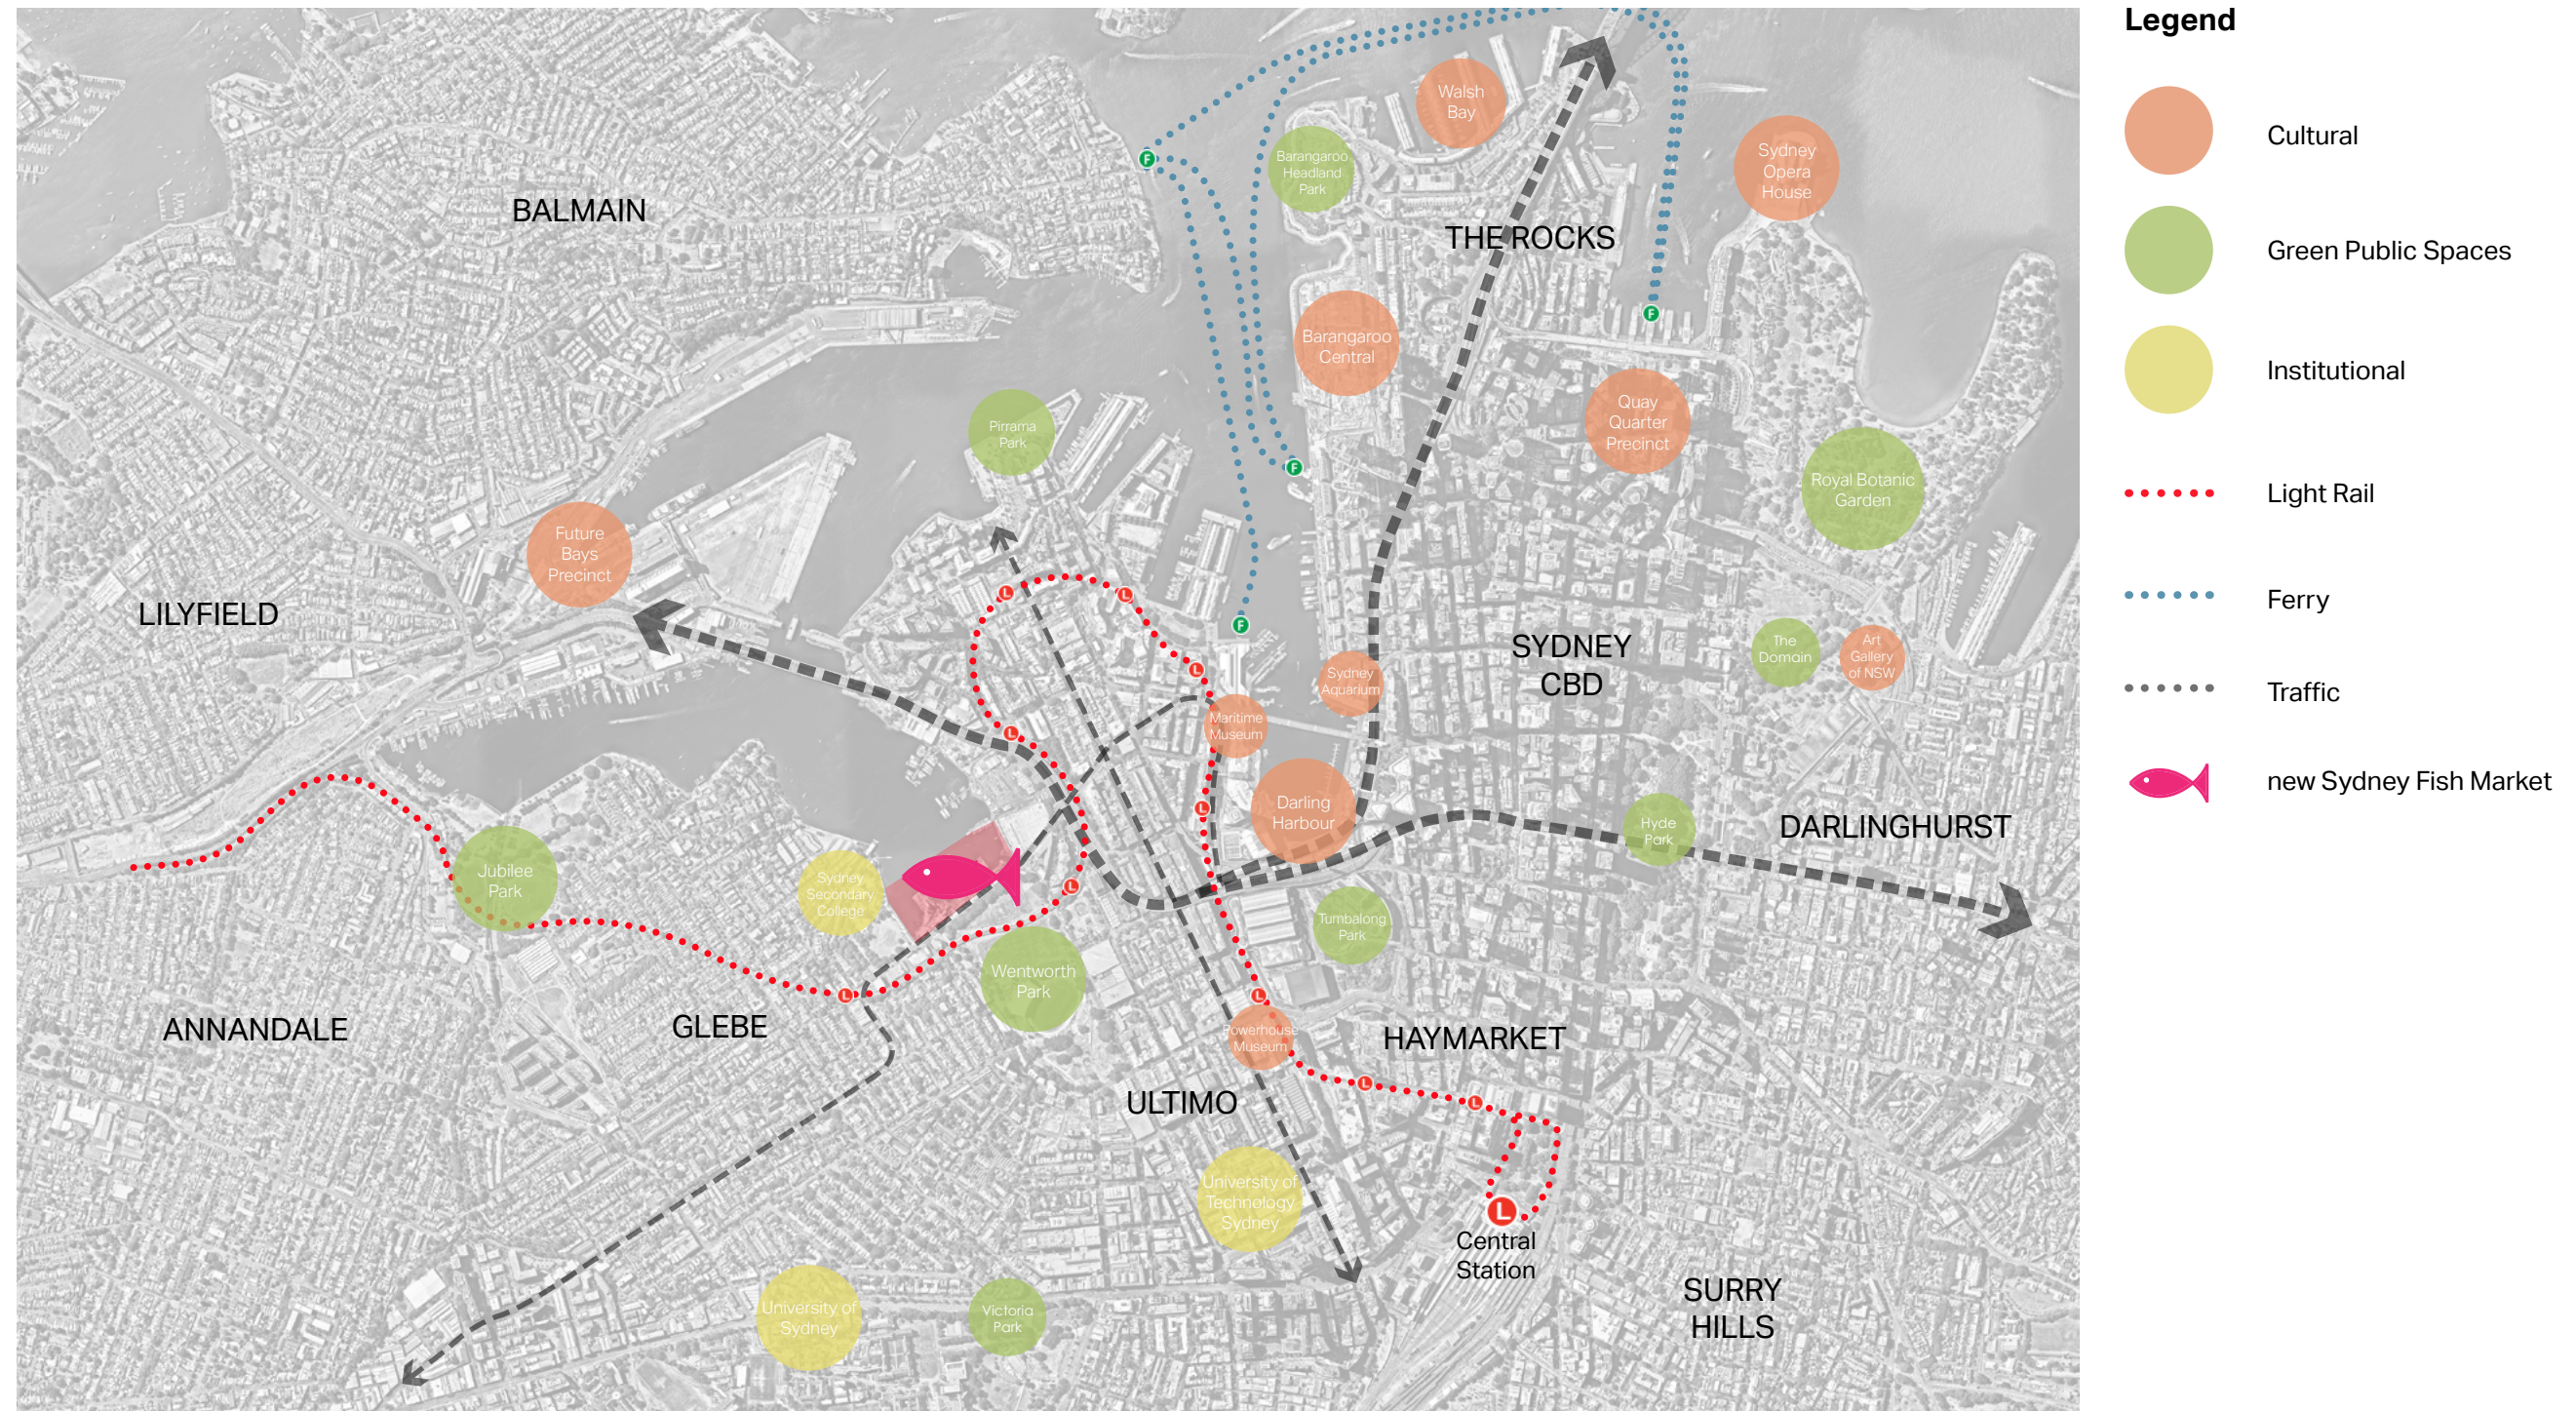 Legend
Cultural
Green Public Spaces
Institutional
Light Rail
Ferry
Traffic
new Sydney Fish Market
Walsh
Bay
Barangaroo
Headland
Park
Sydney
Opera
House
F
BALMAIN
THE ROCKS
F
Barangaroo
Central
Quay
Quarter
Precinct
Pirrama
Park
F
Royal Botanic
Garden
Future
Bays
Precinct
LILYFIELD
L
L
F
SYDNEY
CBD
The
Domain
Art
Gallery
of NSW
L
Sydney
Aquarium
L
Maritime
Museum
Darling
Harbour
L
Hyde
Park
DARLINGHURST
Jubilee
Park
Sydney
Secondary
College
L
Tumbalong
Park
Wentworth
Park
L
L
ANNANDALE
GLEBE
Powerhouse
Museum
HAYMARKET
L
L
ULTIMO
University of
Technology
Sydney
L
Central
Station
University of
Sydney
Victoria
Park
SURRY
HILLS